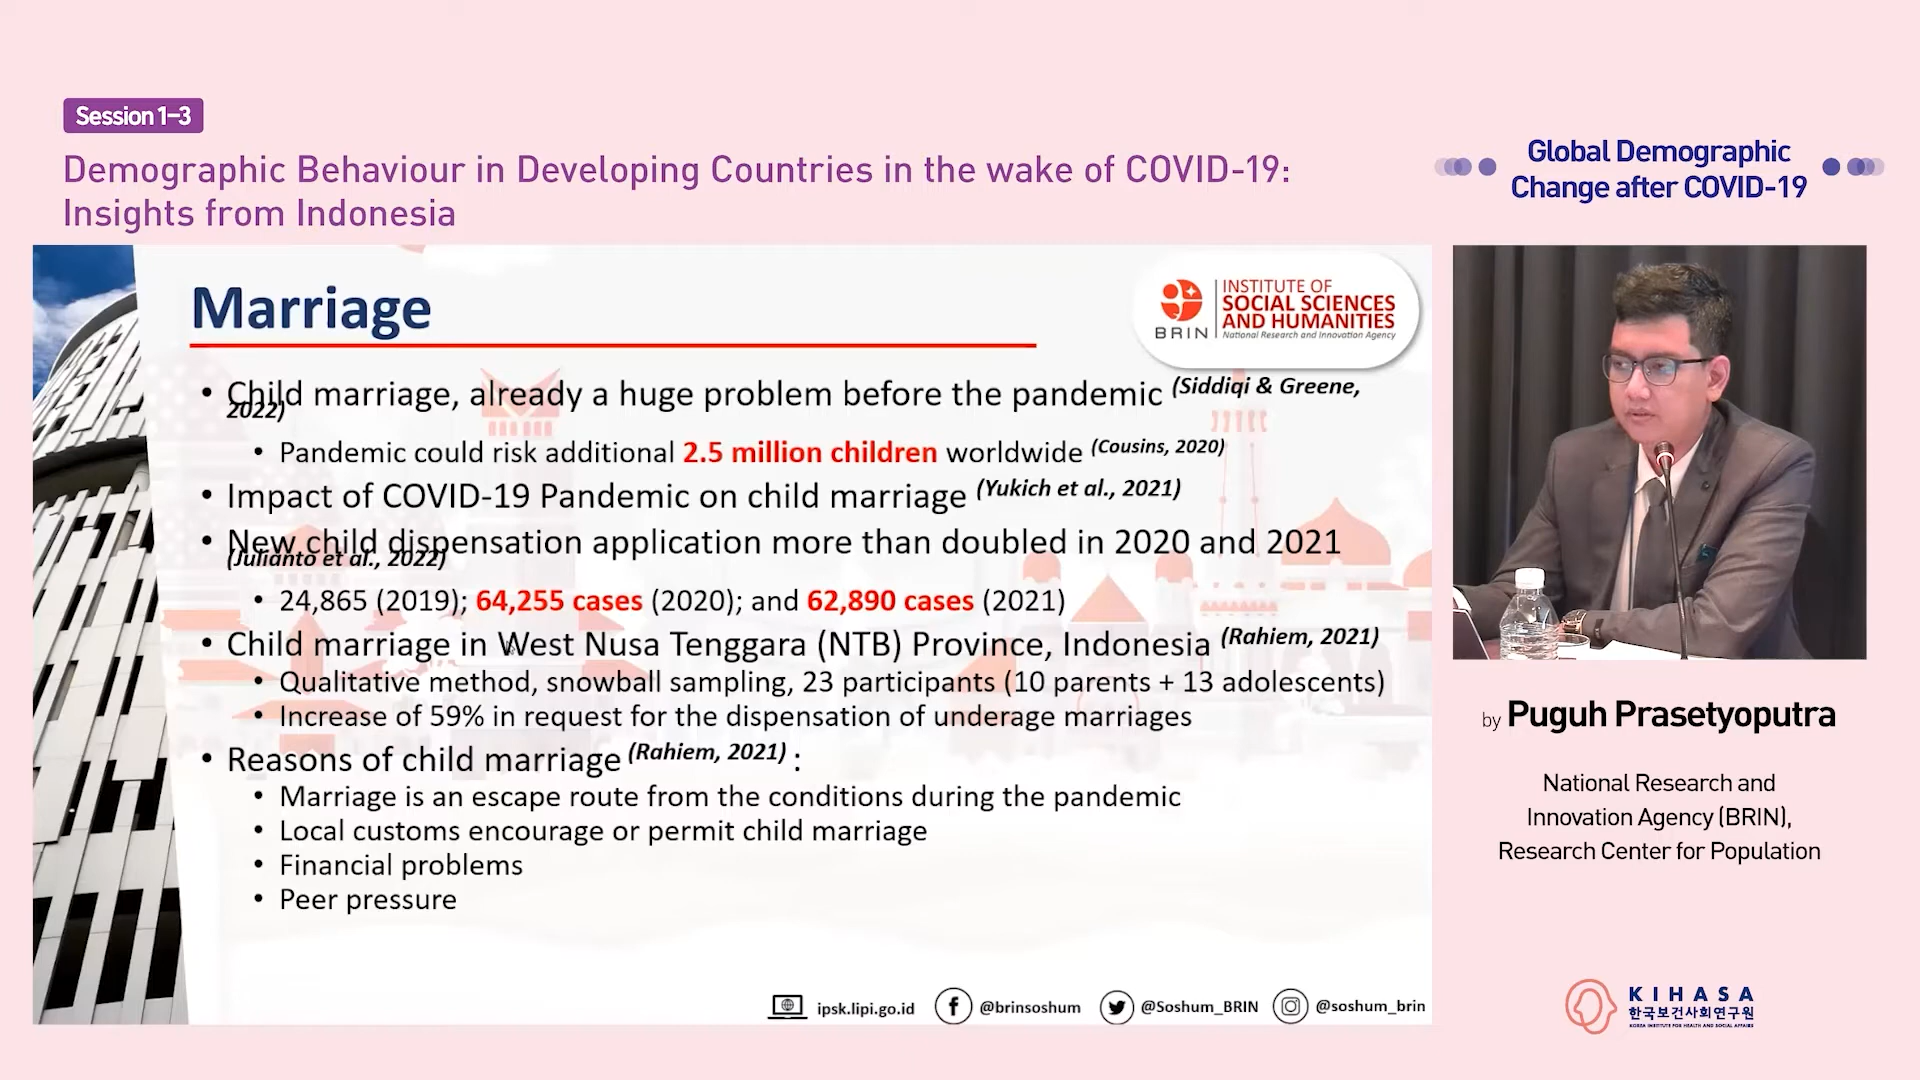 Session 1-3
Demographic Behaviour in Developing Countries in the wake of COVID-19:
Insights from Indonesia
Global Demographic
Change after COVID-19
Marriage
BRIN
INSTITUTE OF
SOCIAL SCIENCES
AND HUMANITIES
National Research and Innovation Agency
• Child marriage, already a huge problem before the pandemic (Siddiqi & Greene,
2022)
• Pandemic could risk additional 2.5 million children worldwide (Cousins, 2020)
• Impact of COVID-19 Pandemic on child marriage (Yukich et al., 2021)
• New child dispensation application more than doubled in 2020 and 2021
(Julianto et al., 2022)
• 24,865 (2019); 64,255 cases (2020); and 62,890 cases (2021)
• Child marriage in West Nusa Tenggara (NTB) Province, Indonesia (Rahiem, 2021)
• Qualitative method, snowball sampling, 23 participants (10 parents + 13 adolescents)
• Increase of 59% in request for the dispensation of underage marriages
• Reasons of child marriage (Rahiem, 2021) :
• Marriage is an escape route from the conditions during the pandemic
• Local customs encourage or permit child marriage
• Financial problems
• Peer pressure
ipsk.lipi.go.id @brinsoshum @Soshum_BRIN @soshum_brin
by Puguh Prasetyoputra
National Research and
Innovation Agency (BRIN),
Research Center for Population
KIHASA
한국보건사회연구원
KOREA INSTITUTE FOR HEALTH AND SOCIAL AFFAIRS